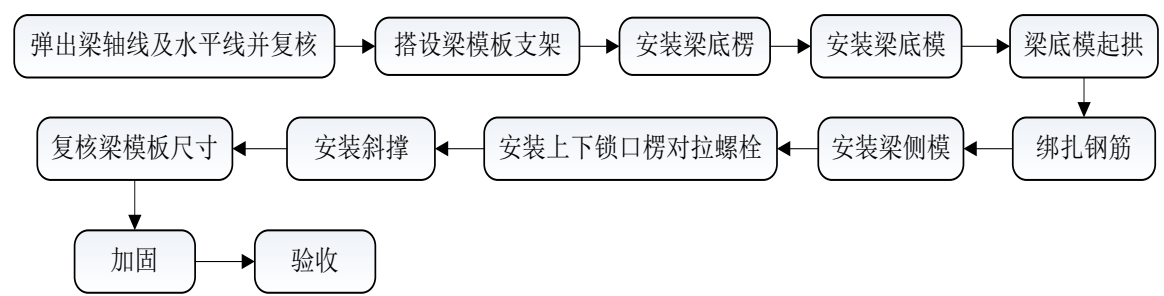 弹出梁轴线及水平线并复核
搭设梁模板支架
安装梁底楞
安装梁底模
梁底模起拱
绑扎钢筋
安装梁侧模
安装上下锁口楞对拉螺栓
安装斜撑
复核梁模板尺寸
加固
验收